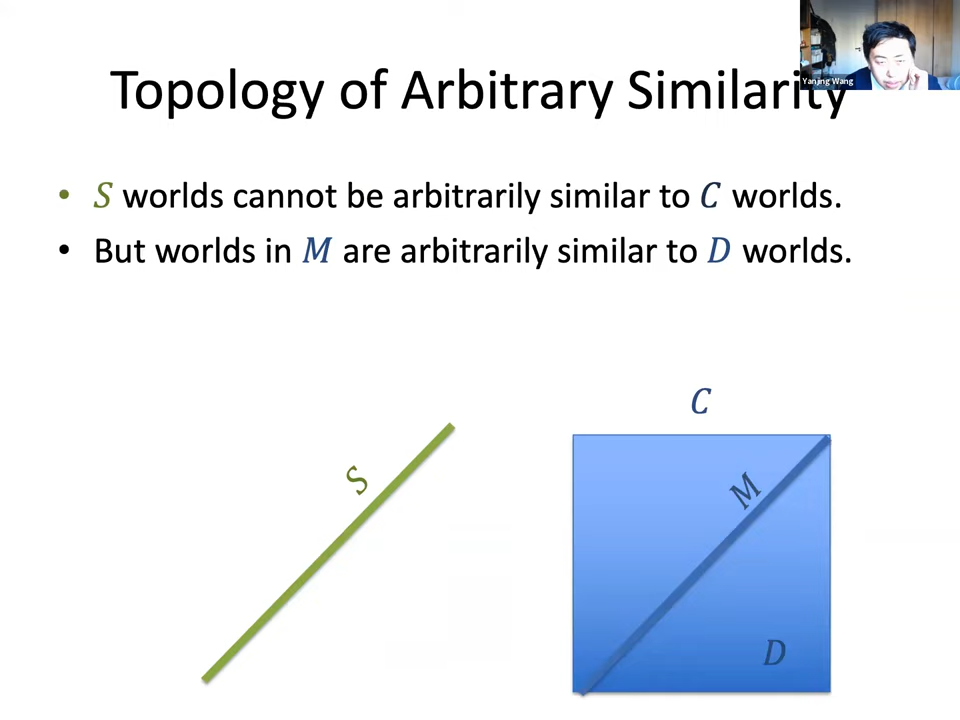 Topology of Arbitrary Similarity
Yanjing Wang
• S worlds cannot be arbitrarily similar to C worlds.
• But worlds in M are arbitrarily similar to D worlds.
C
S
M
D